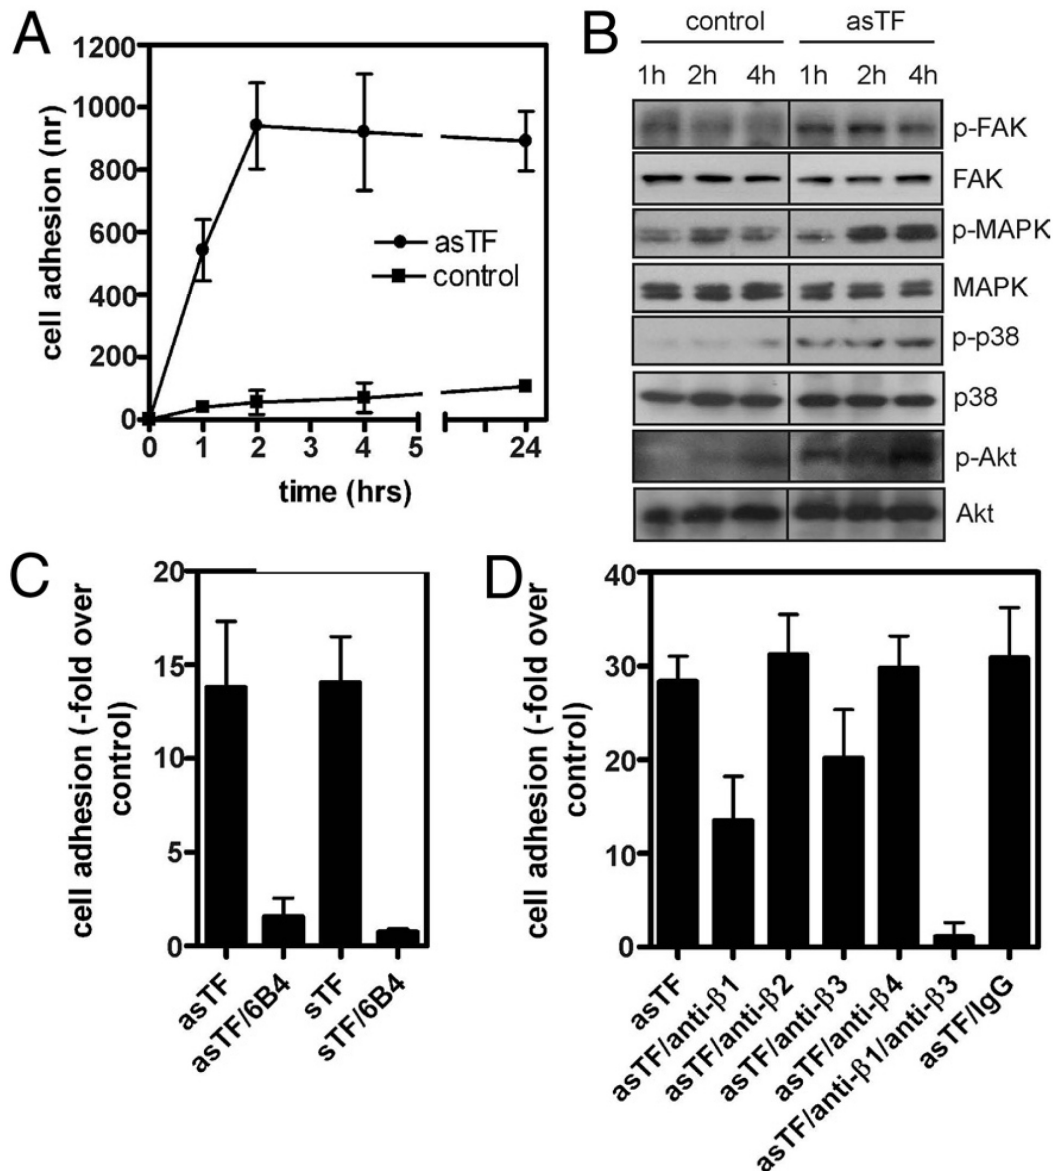 A
1200
1000
800
600
400
200
0
cell adhesion (nr)
asTF
control
0 1 2 3 4 5 24
time (hrs)
B
control asTF
1h 2h 4h 1h 2h 4h
p-FAK
FAK
p-MAPK
MAPK
p-p38
p38
p-Akt
Akt
C
20
15
10
5
0
cell adhesion (-fold over
control)
asTF
asTF/6B4
sTF
sTF/6B4
D
40
30
20
10
0
cell adhesion (-fold over
control)
asTF
asTF/anti-β1
asTF/anti-β2
asTF/anti-β3
asTF/anti-β4
asTF/anti-β1/anti-β3
asTF/IgG